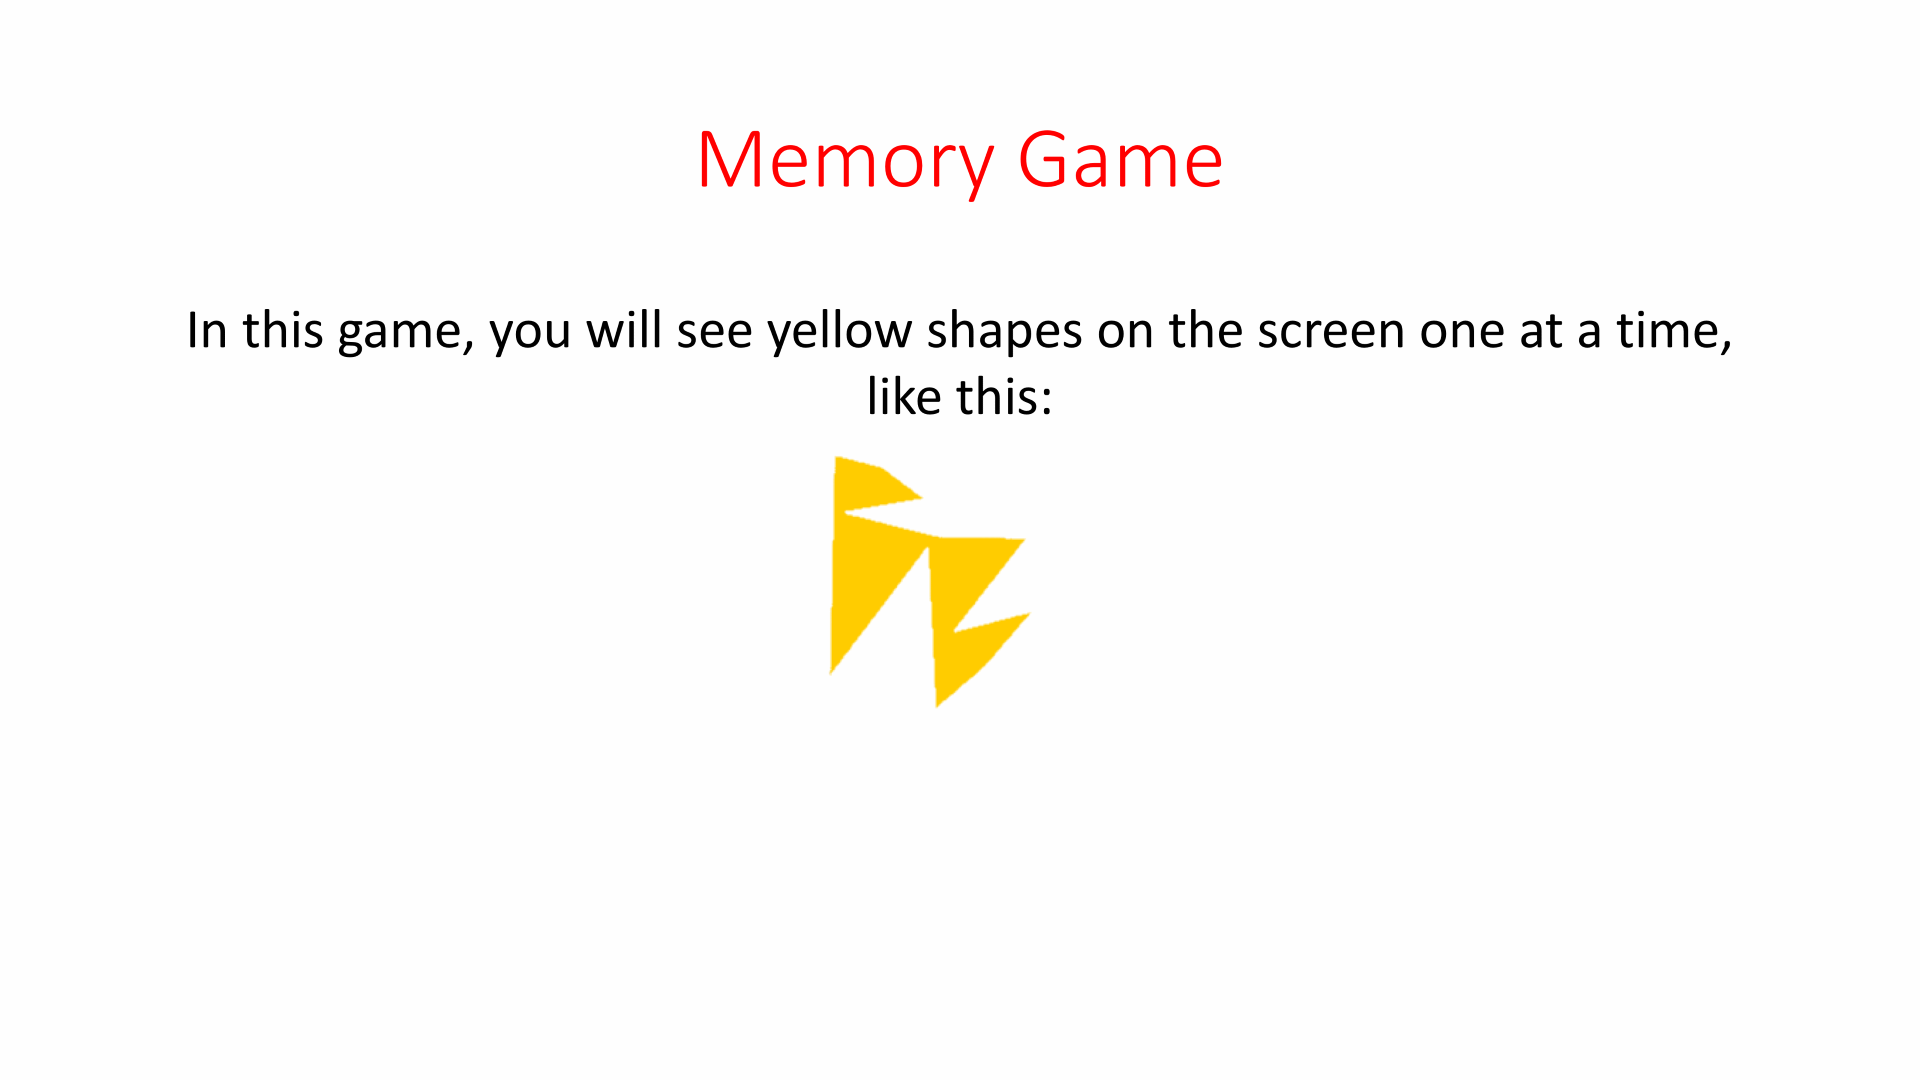 Memory Game
In this game, you will see yellow shapes on the screen one at a time,
like this: